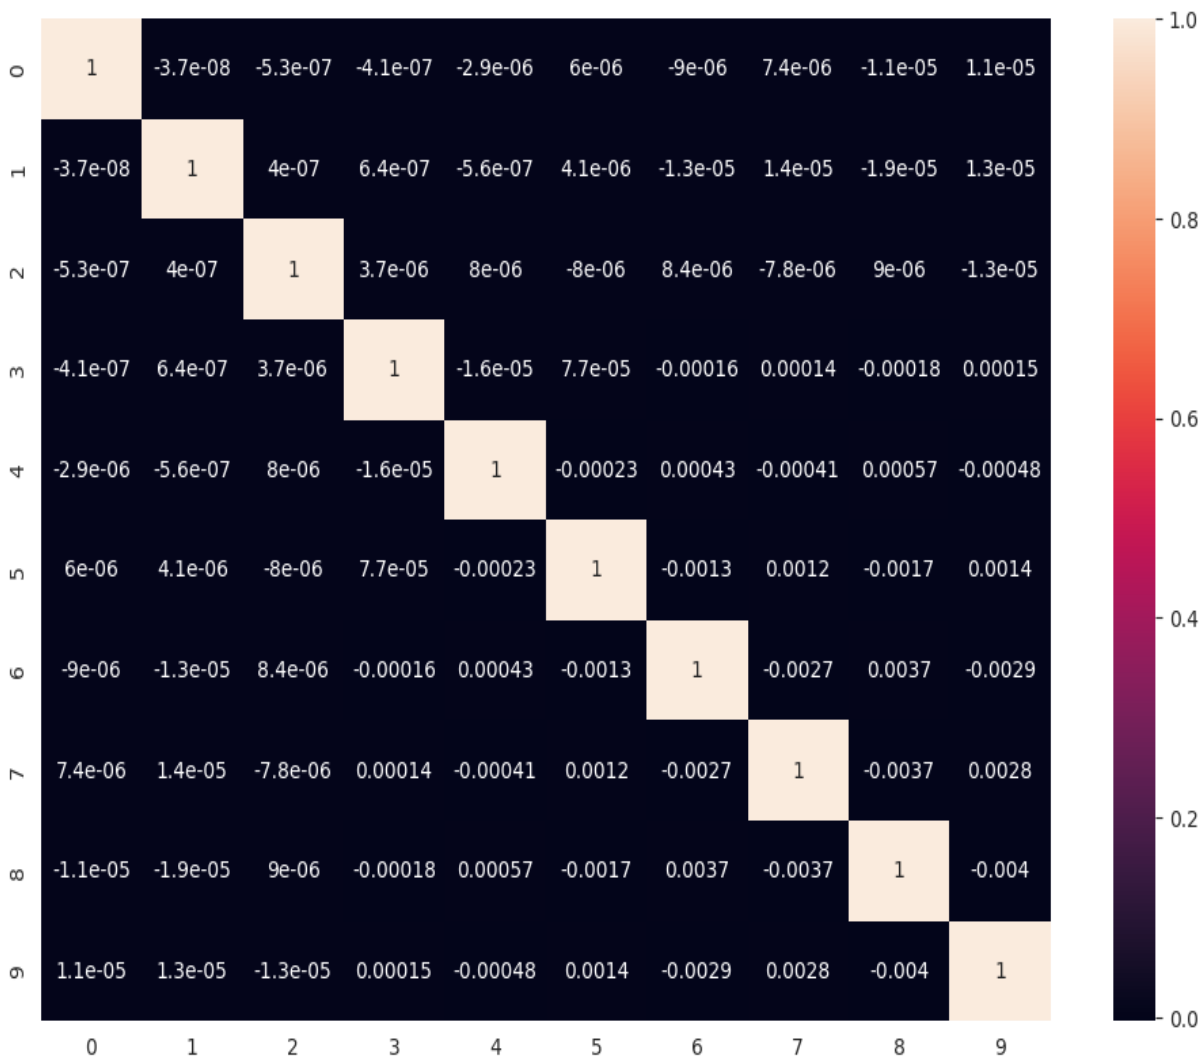 0 1 -3.7e-08 -5.3e-07 -4.1e-07 -2.9e-06 6e-06 -9e-06 7.4e-06 -1.1e-05 1.1e-05
1 -3.7e-08 1 4e-07 6.4e-07 -5.6e-07 4.1e-06 -1.3e-05 1.4e-05 -1.9e-05 1.3e-05
2 -5.3e-07 4e-07 1 3.7e-06 8e-06 -8e-06 8.4e-06 -7.8e-06 9e-06 -1.3e-05
3 -4.1e-07 6.4e-07 3.7e-06 1 -1.6e-05 7.7e-05 -0.00016 0.00014 -0.00018 0.00015
4 -2.9e-06 -5.6e-07 8e-06 -1.6e-05 1 -0.00023 0.00043 -0.00041 0.00057 -0.00048
5 6e-06 4.1e-06 -8e-06 7.7e-05 -0.00023 1 -0.0013 0.0012 -0.0017 0.0014
6 -9e-06 -1.3e-05 8.4e-06 -0.00016 0.00043 -0.0013 1 -0.0027 0.0037 -0.0029
7 7.4e-06 1.4e-05 -7.8e-06 0.00014 -0.00041 0.0012 -0.0027 1 -0.0037 0.0028
8 -1.1e-05 -1.9e-05 9e-06 -0.00018 0.00057 -0.0017 0.0037 -0.0037 1 -0.004
9 1.1e-05 1.3e-05 -1.3e-05 0.00015 -0.00048 0.0014 -0.0029 0.0028 -0.004 1
0 1 2 3 4 5 6 7 8 9
1.0
0.8
0.6
0.4
0.2
0.0